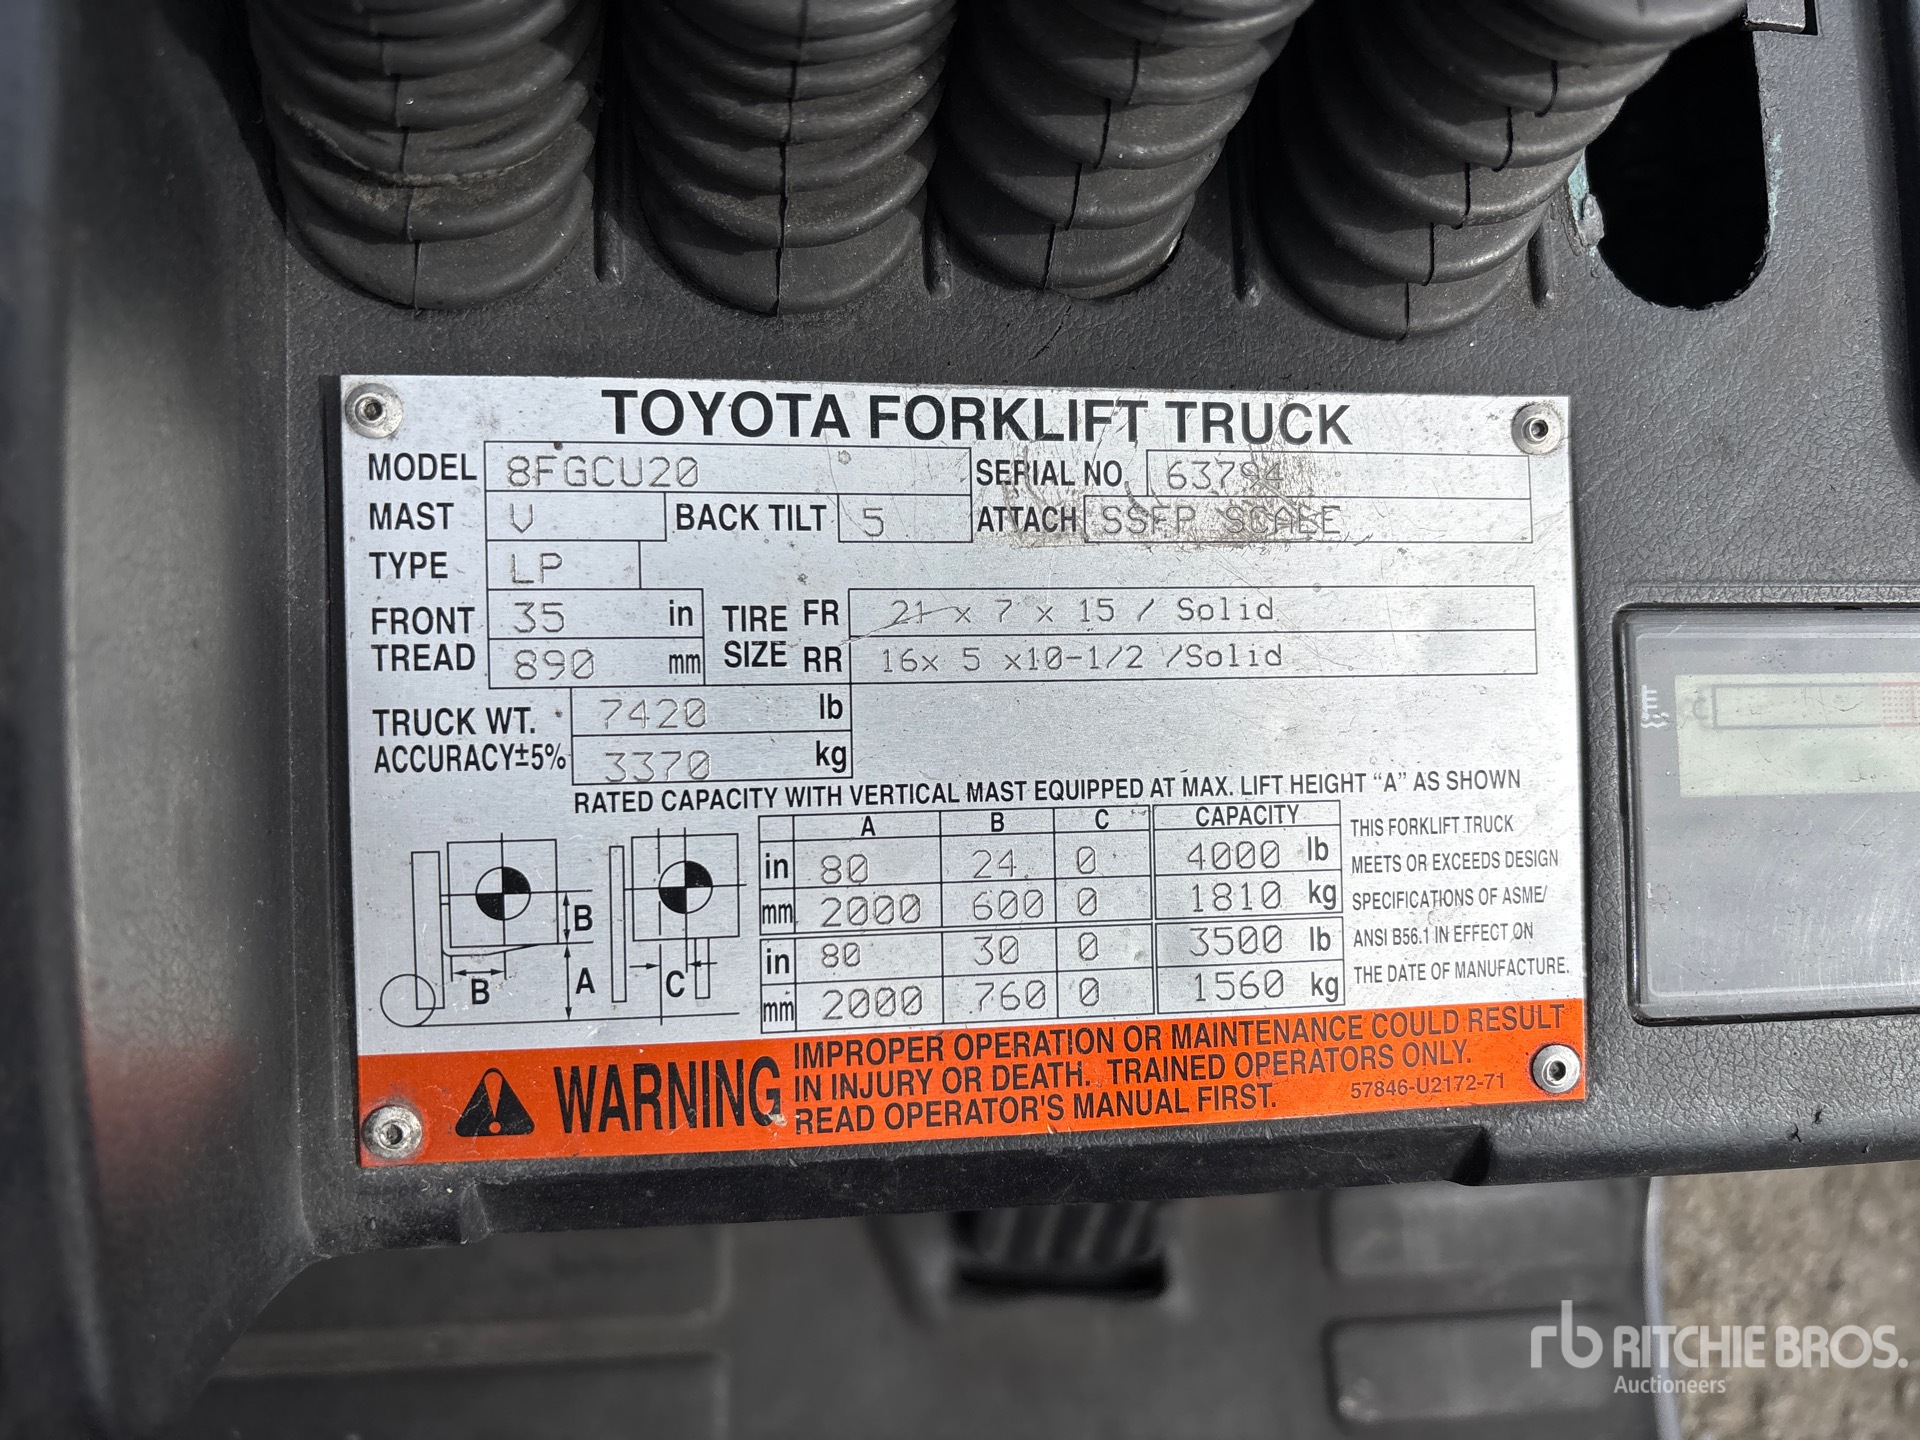 TOYOTA FORKLIFT TRUCK
MODEL 8FGCU20 SERIAL NO. 63794
MAST V BACK TILT 5 ATTACH SSFP SCALE
TYPE LP
FRONT TREAD 35 in TIRE SIZE FR 21 x 7 x 15 / Solid
890 mm RR 16x 5 x10-1/2 /Solid
TRUCK WT. 7420 lb
ACCURACY±5% 3370 kg
RATED CAPACITY WITH VERTICAL MAST EQUIPPED AT MAX. LIFT HEIGHT "A" AS SHOWN
A B C CAPACITY
in 80 24 0 4000 lb
mm 2000 600 0 1810 kg
in 80 30 0 3500 lb
mm 2000 760 0 1560 kg
B
B A C
THIS FORKLIFT TRUCK
MEETS OR EXCEEDS DESIGN
SPECIFICATIONS OF ASME/
ANSI B56.1 IN EFFECT ON
THE DATE OF MANUFACTURE.
WARNING
IMPROPER OPERATION OR MAINTENANCE COULD RESULT
IN INJURY OR DEATH. TRAINED OPERATORS ONLY.
READ OPERATOR'S MANUAL FIRST.
57846-U2172-71
C
rb RITCHIE BROS.
Auctioneers